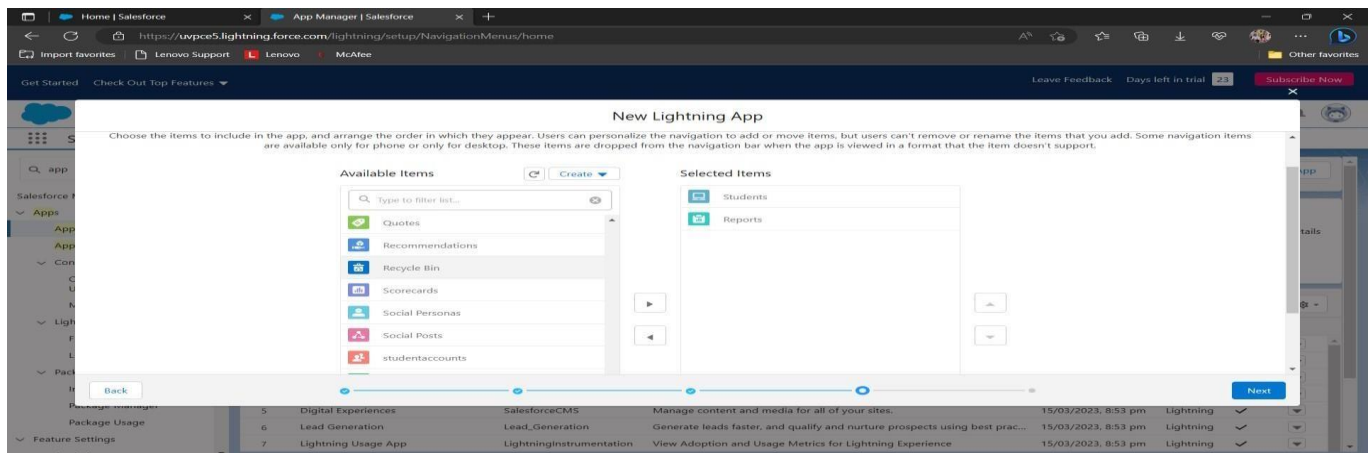 Home | Salesforce
App Manager | Salesforce
https://uvpce5.lightning.force.com/lightning/setup/NavigationMenus/home
Import favorites Lenovo Support L Lenovo McAfee Other favorites
Get Started Check Out Top Features Leave Feedback Days left in trial 23 Subscribe Now
New Lightning App
Choose the items to include in the app, and arrange the order in which they appear. Users can personalize the navigation to add or move items, but users can't remove or rename the items that you add. Some navigation items
are available only for phone or only for desktop. These items are dropped from the navigation bar when the app is viewed in a format that the item doesn't support.
Q, app
Available Items Create Selected Items
Type to filter list...
Students
Quotes
Reports
Recommendations
Recycle Bin
Scorecards
Social Personas
Social Posts
studentaccounts
Salesforce
Apps
App
App
Con
Ligh
Pack
tails
Back Next
Package Manager
Package Usage
Feature Settings
5 Digital Experiences SalesforceCMS Manage content and media for all of your sites. 15/03/2023, 8:53 pm Lightning
6 Lead Generation Lead_Generation Generate leads faster, and qualify and nurture prospects using best prac... 15/03/2023, 8:53 pm Lightning
7 Lightning Usage App LightningInstrumentation View Adoption and Usage Metrics for Lightning Experience 15/03/2023, 8:53 pm Lightning